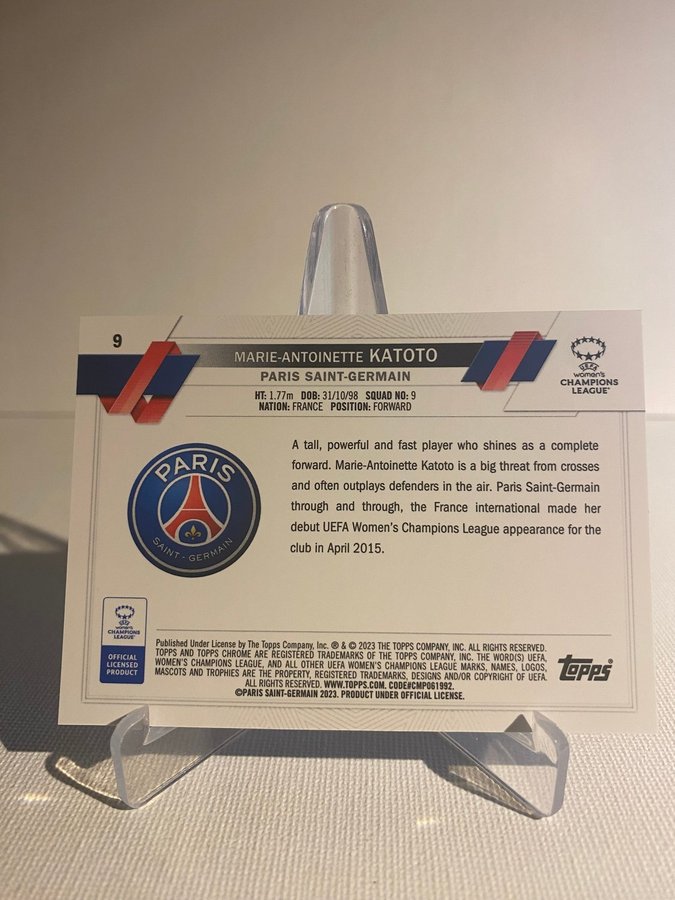 9
MARIE-ANTOINETTE KATOTO
PARIS SAINT-GERMAIN
HT: 1.77m DOB: 31/10/98 SQUAD NO: 9
NATION: FRANCE POSITION: FORWARD
UEFA
women's
CHAMPIONS
LEAGUE
A tall, powerful and fast player who shines as a complete
forward. Marie-Antoinette Katoto is a big threat from crosses
and often outplays defenders in the air. Paris Saint-Germain
through and through, the France international made her
debut UEFA Women's Champions League appearance for the
club in April 2015.
PARIS
SAINT-GERMAIN
UEFA
women's
CHAMPIONS
LEAGUE
OFFICIAL
LICENSED
PRODUCT
Published Under License by The Topps Company, Inc. ® & © 2023 THE TOPPS COMPANY, INC. ALL RIGHTS RESERVED.
TOPPS AND TOPPS CHROME ARE REGISTERED TRADEMARKS OF THE TOPPS COMPANY, INC. THE WORD(S) UEFA,
WOMEN'S CHAMPIONS LEAGUE, AND ALL OTHER UEFA WOMEN'S CHAMPIONS LEAGUE MARKS, NAMES, LOGOS,
MASCOTS AND TROPHIES ARE THE PROPERTY, REGISTERED TRADEMARKS, DESIGNS AND/OR COPYRIGHT OF UEFA.
ALL RIGHTS RESERVED. WWW.TOPPS.COM. CODE#CMP061992.
©PARIS SAINT-GERMAIN 2023. PRODUCT UNDER OFFICIAL LICENSE.
topps